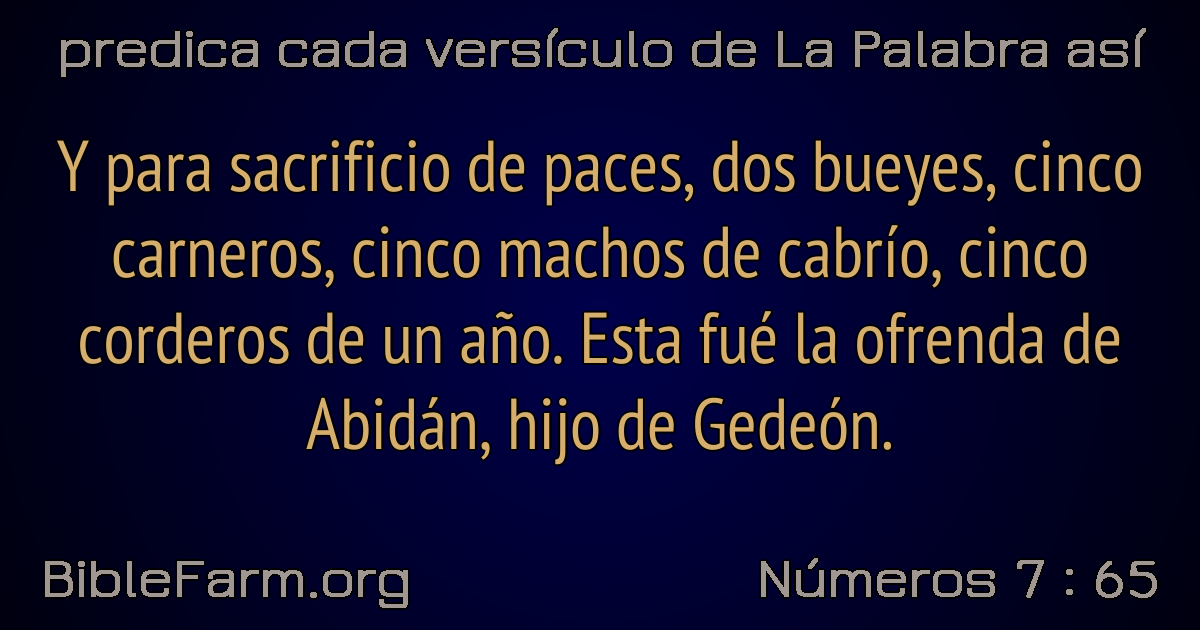 predica cada versículo de La Palabra así
Y para sacrificio de paces, dos bueyes, cinco
carneros, cinco machos de cabrío, cinco
corderos de un año. Esta fué la ofrenda de
Abidán, hijo de Gedeón.
BibleFarm.org
Números 7 : 65